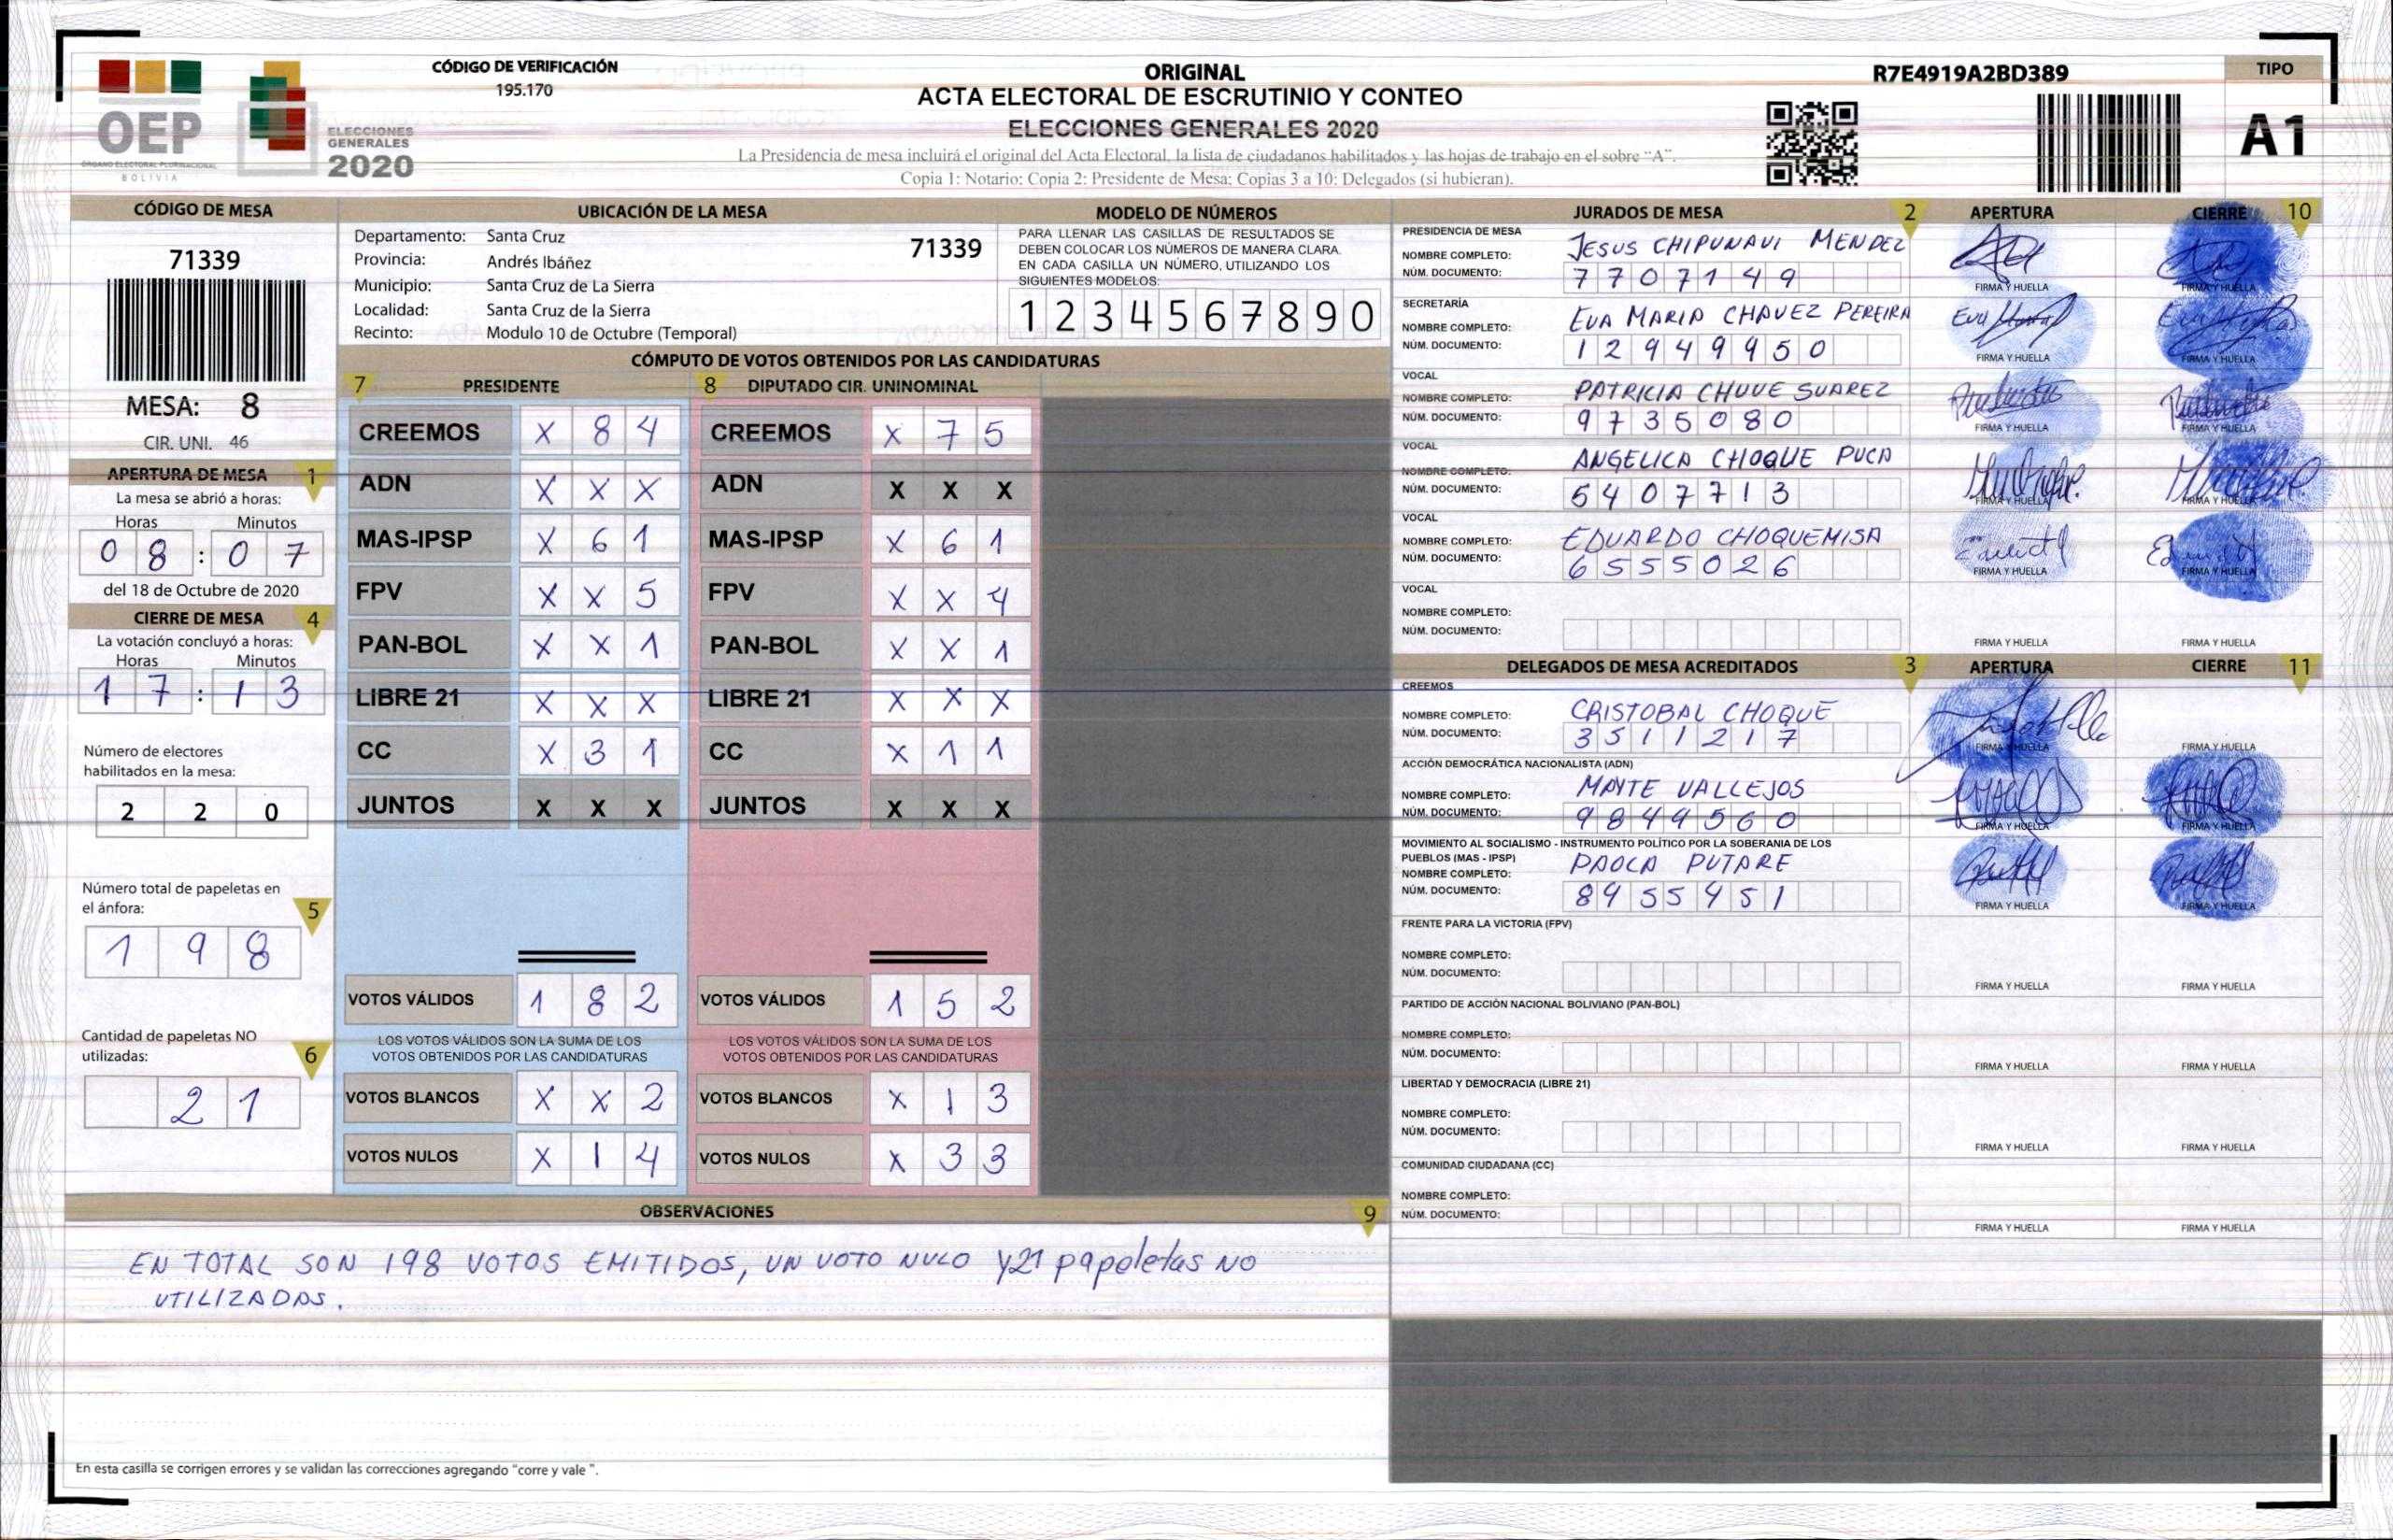 CÓDIGO DE VERIFICACIÓN
195.170
ORIGINAL
ACTA ELECTORAL DE ESCRUTINIO Y CONTEO
ELECCIONES GENERALES 2020
La Presidencia de mesa incluirá el original del Acta Electoral, la lista de ciudadanos habilitados y las hojas de trabajo en el sobre "A".
Copia 1: Notario; Copia 2: Presidente de Mesa; Copias 3 a 10: Delegados (si hubieran).
R7E4919A2BD389
TIPO
A1
OEP
ÓRGANO ELECTORAL PLURINACIONAL
BOLIVIA
ELECCIONES
GENERALES
2020
CÓDIGO DE MESA
71339
MESA: 8
CIR. UNI. 46
APERTURA DE MESA 1
La mesa se abrió a horas:
Horas Minutos
0 8 : 0 7
del 18 de Octubre de 2020
CIERRE DE MESA 4
La votación concluyó a horas:
Horas Minutos
1 7 : 1 3
Número de electores
habilitados en la mesa:
2 2 0
Número total de papeletas en
el ánfora: 5
1 9 8
Cantidad de papeletas NO
utilizadas: 6
2 1
UBICACIÓN DE LA MESA
Departamento: Santa Cruz
71339
Provincia: Andrés Ibáñez
Municipio: Santa Cruz de La Sierra
Localidad: Santa Cruz de la Sierra
Recinto: Modulo 10 de Octubre (Temporal)
MODELO DE NÚMEROS
PARA LLENAR LAS CASILLAS DE RESULTADOS SE
DEBEN COLOCAR LOS NÚMEROS DE MANERA CLARA.
EN CADA CASILLA UN NÚMERO, UTILIZANDO LOS
SIGUIENTES MODELOS:
1 2 3 4 5 6 7 8 9 0
CÓMPUTO DE VOTOS OBTENIDOS POR LAS CANDIDATURAS
7 PRESIDENTE 8 DIPUTADO CIR. UNINOMINAL
CREEMOS X 8 4 CREEMOS X 7 5
ADN X X X ADN X X X
MAS-IPSP X 6 1 MAS-IPSP X 6 1
FPV X X 5 FPV X X 4
PAN-BOL X X 1 PAN-BOL X X 1
LIBRE 21 X X X LIBRE 21 X X X
CC X 3 1 CC X 1 1
JUNTOS X X X JUNTOS X X X
VOTOS VÁLIDOS 1 8 2 VOTOS VÁLIDOS 1 5 2
LOS VOTOS VÁLIDOS SON LA SUMA DE LOS LOS VOTOS VÁLIDOS SON LA SUMA DE LOS
VOTOS OBTENIDOS POR LAS CANDIDATURAS VOTOS OBTENIDOS POR LAS CANDIDATURAS
VOTOS BLANCOS X X 2 VOTOS BLANCOS X 1 3
VOTOS NULOS X 1 4 VOTOS NULOS X 3 3
OBSERVACIONES 9
EN TOTAL SON 198 VOTOS EMITIDOS, UN VOTO NULO Y 21 papeletas NO
UTILIZADAS.
En esta casilla se corrigen errores y se validan las correcciones agregando "corre y vale ".
JURADOS DE MESA 2 APERTURA CIERRE 10
PRESIDENCIA DE MESA
NOMBRE COMPLETO: JESUS CHIPUNAVI MENDEZ
NÚM. DOCUMENTO: 7707149
FIRMA Y HUELLA FIRMA Y HUELLA
SECRETARÍA
NOMBRE COMPLETO: EVA MARIA CHAVEZ PEREIRA
NÚM. DOCUMENTO: 12949950
FIRMA Y HUELLA FIRMA Y HUELLA
VOCAL
NOMBRE COMPLETO: PATRICIA CHUVE SUAREZ
NÚM. DOCUMENTO: 9735080
FIRMA Y HUELLA FIRMA Y HUELLA
VOCAL
NOMBRE COMPLETO: ANGELICA CHOQUE PUCA
NÚM. DOCUMENTO: 5407713
FIRMA Y HUELLA FIRMA Y HUELLA
VOCAL
NOMBRE COMPLETO: EDUARDO CHOQUEMISA
NÚM. DOCUMENTO: 6555026
FIRMA Y HUELLA FIRMA Y HUELLA
VOCAL
NOMBRE COMPLETO:
NÚM. DOCUMENTO:
FIRMA Y HUELLA FIRMA Y HUELLA
DELEGADOS DE MESA ACREDITADOS 3 APERTURA CIERRE 11
CREEMOS
NOMBRE COMPLETO: CRISTOBAL CHOQUE
NÚM. DOCUMENTO: 3511217
FIRMA Y HUELLA FIRMA Y HUELLA
ACCIÓN DEMOCRÁTICA NACIONALISTA (ADN)
NOMBRE COMPLETO: MAYTE VALLEJOS
NÚM. DOCUMENTO: 9844560
FIRMA Y HUELLA FIRMA Y HUELLA
MOVIMIENTO AL SOCIALISMO - INSTRUMENTO POLÍTICO POR LA SOBERANIA DE LOS
PUEBLOS (MAS - IPSP)
NOMBRE COMPLETO: PAOLA PUTARE
NÚM. DOCUMENTO: 8955451
FIRMA Y HUELLA FIRMA Y HUELLA
FRENTE PARA LA VICTORIA (FPV)
NOMBRE COMPLETO:
NÚM. DOCUMENTO:
FIRMA Y HUELLA FIRMA Y HUELLA
PARTIDO DE ACCIÓN NACIONAL BOLIVIANO (PAN-BOL)
NOMBRE COMPLETO:
NÚM. DOCUMENTO:
FIRMA Y HUELLA FIRMA Y HUELLA
LIBERTAD Y DEMOCRACIA (LIBRE 21)
NOMBRE COMPLETO:
NÚM. DOCUMENTO:
FIRMA Y HUELLA FIRMA Y HUELLA
COMUNIDAD CIUDADANA (CC)
NOMBRE COMPLETO:
NÚM. DOCUMENTO:
FIRMA Y HUELLA FIRMA Y HUELLA